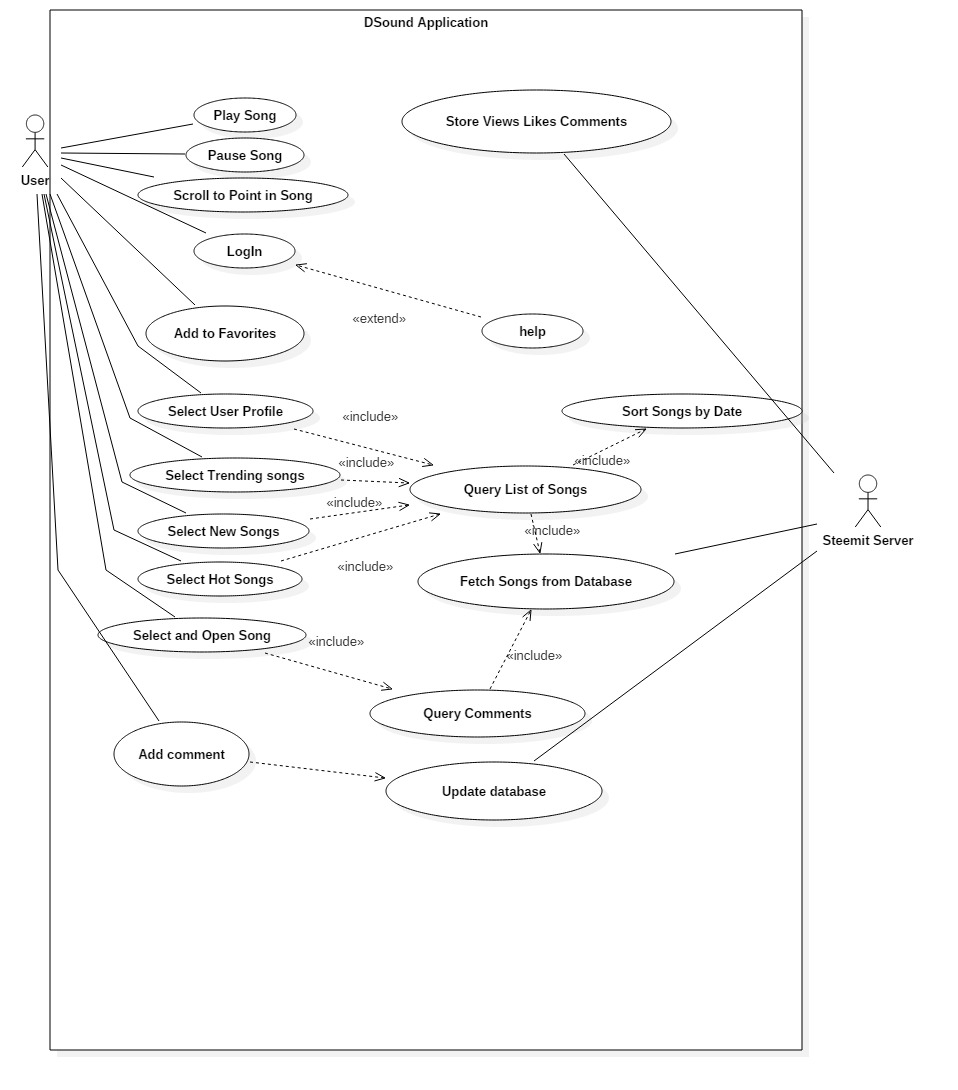 DSound Application
Play Song
Store Views Likes Comments
Pause Song
User
Scroll to Point in Song
LogIn
«extend»
help
Add to Favorites
Select User Profile
«include»
Sort Songs by Date
«include»
«include»
Select Trending songs
Query List of Songs
«include»
Select New Songs
«include»
Steemit Server
«include»
Select Hot Songs
Fetch Songs from Database
Select and Open Song
«include»
«include»
Query Comments
Add comment
Update database